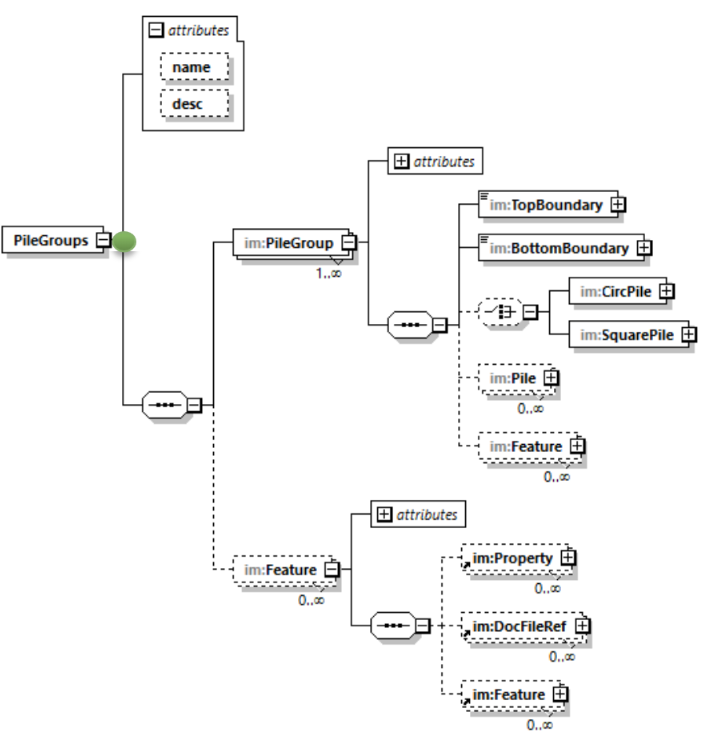 attributes
name
desc
attributes
im:TopBoundary
PileGroups
im:PileGroup
im:BottomBoundary
1..∞
im:CircPile
im:SquarePile
im:Pile
0..∞
im:Feature
0..∞
attributes
im:Feature
0..∞
im:Property
0..∞
im:DocFileRef
0..∞
im:Feature
0..∞